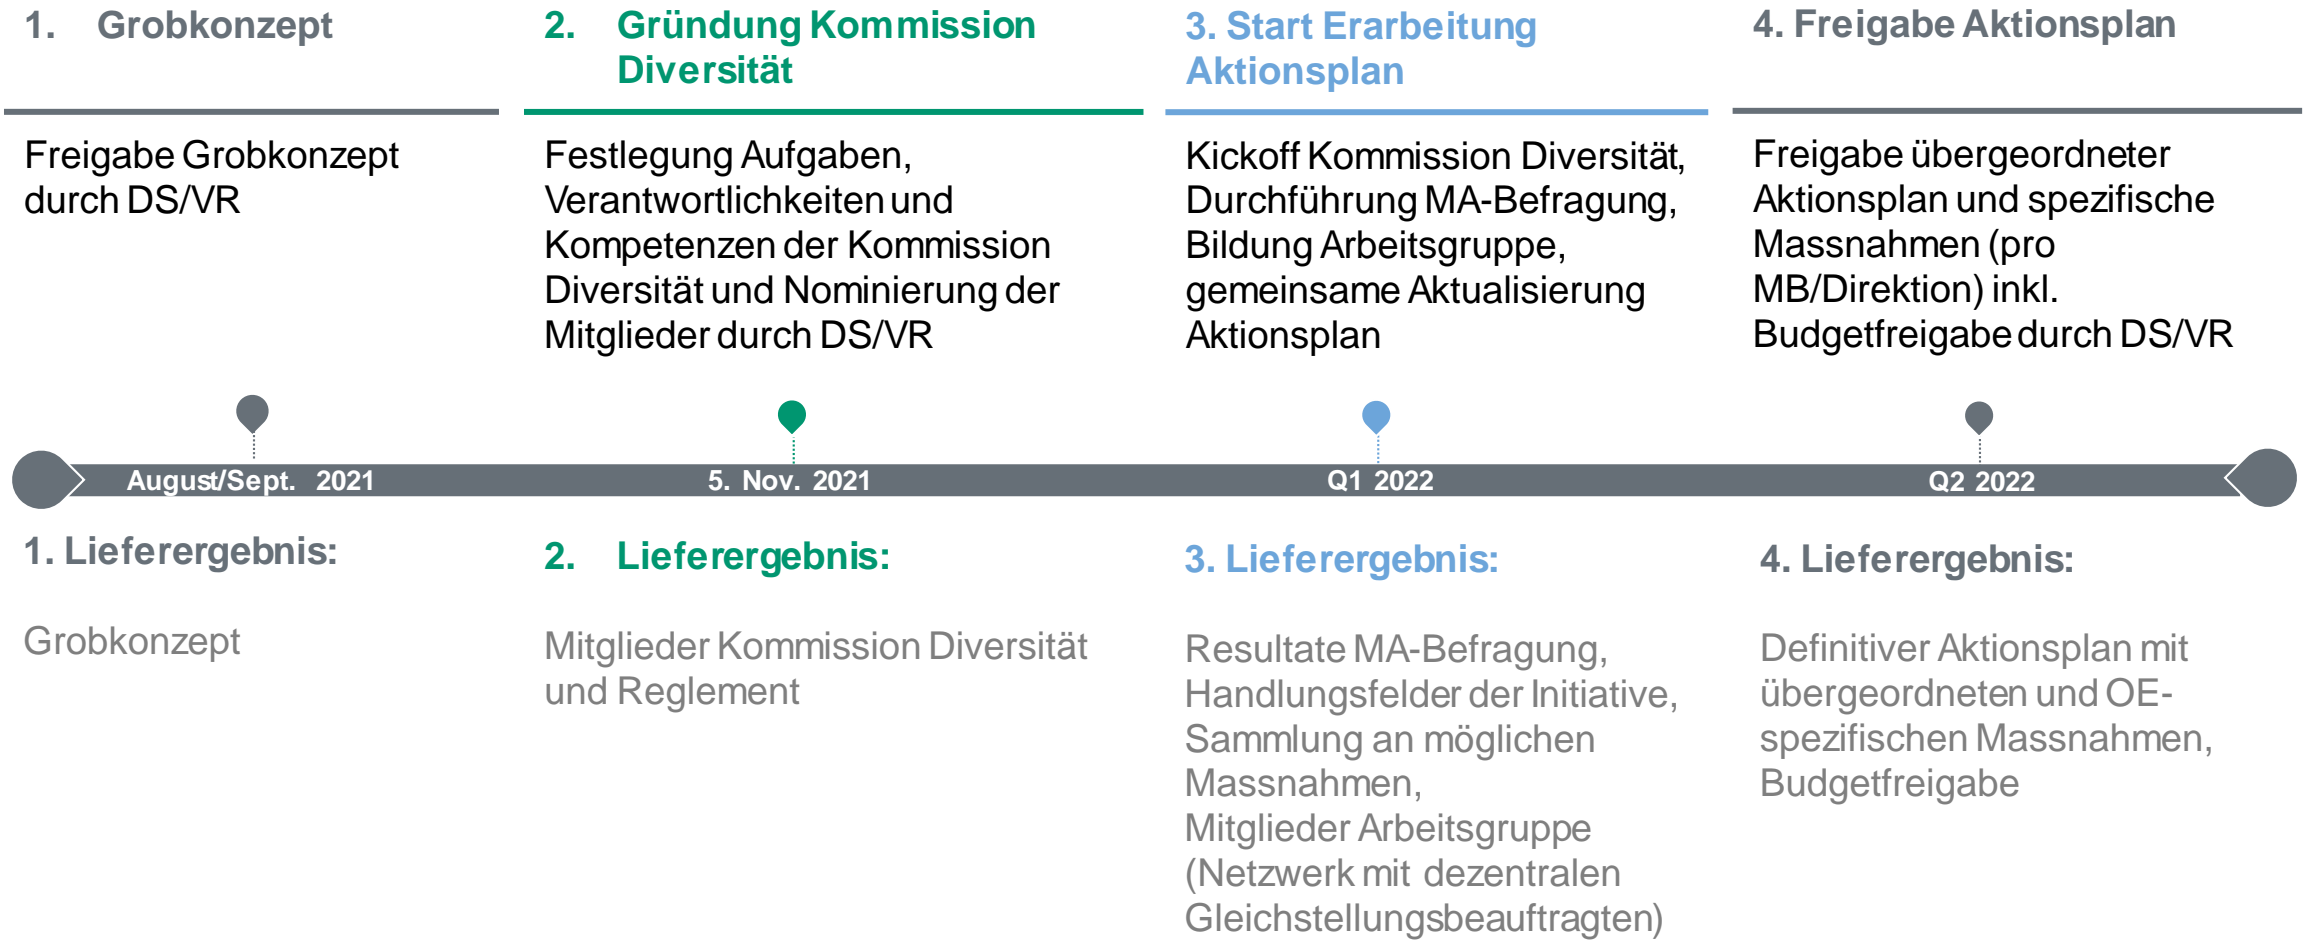 1. Grobkonzept
Freigabe Grobkonzept
durch DS/VR
2. Gründung Kommission
Diversität
Festlegung Aufgaben,
Verantwortlichkeiten und
Kompetenzen der Kommission
Diversität und Nominierung der
Mitglieder durch DS/VR
3. Start Erarbeitung
Aktionsplan
Kickoff Kommission Diversität,
Durchführung MA-Befragung,
Bildung Arbeitsgruppe,
gemeinsame Aktualisierung
Aktionsplan
4. Freigabe Aktionsplan
Freigabe übergeordneter
Aktionsplan und spezifische
Massnahmen (pro
MB/Direktion) inkl.
Budgetfreigabe durch DS/VR
August/Sept. 2021
5. Nov. 2021
Q1 2022
Q2 2022
1. Lieferergebnis:
Grobkonzept
2. Lieferergebnis:
Mitglieder Kommission Diversität
und Reglement
3. Lieferergebnis:
Resultate MA-Befragung,
Handlungsfelder der Initiative,
Sammlung an möglichen
Massnahmen,
Mitglieder Arbeitsgruppe
(Netzwerk mit dezentralen
Gleichstellungsbeauftragten)
4. Lieferergebnis:
Definitiver Aktionsplan mit
übergeordneten und OE-
spezifischen Massnahmen,
Budgetfreigabe